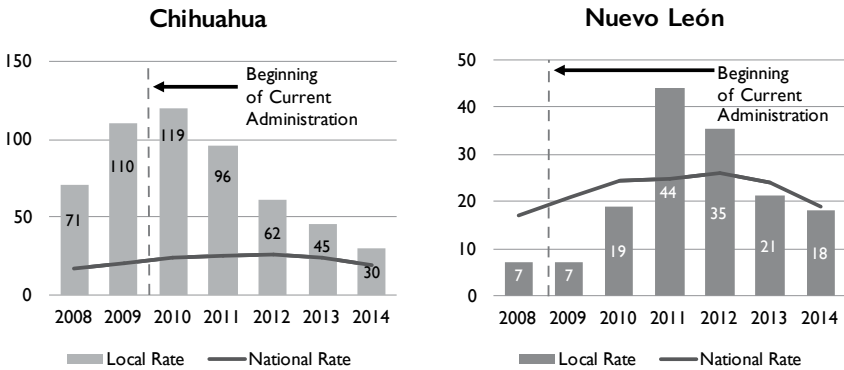 Chihuahua
150
100
50
0
Beginning
of Current
Administration
71
110
119
96
62
45
30
2008 2009 2010 2011 2012 2013 2014
Local Rate National Rate
Nuevo León
50
40
30
20
10
0
Beginning
of Current
Administration
7
7
19
44
35
21
18
2008 2009 2010 2011 2012 2013 2014
Local Rate National Rate